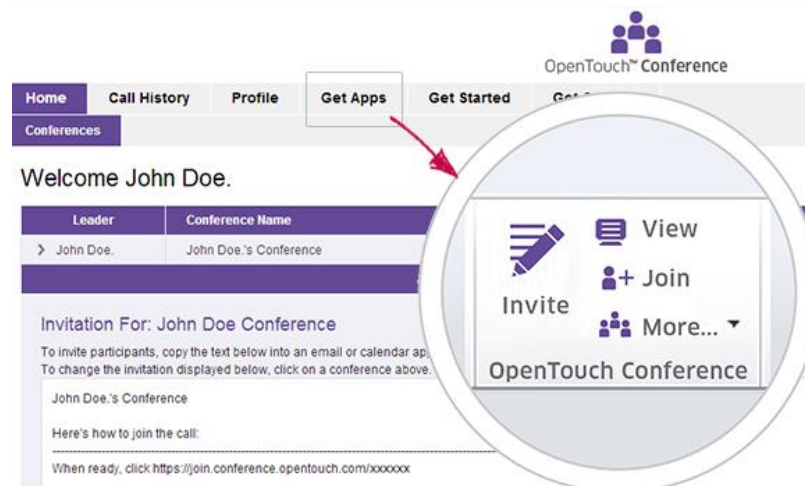 OpenTouch™ Conference
Home Call History Profile Get Apps Get Started Get
Conferences
Welcome John Doe.
Leader Conference Name
John Doe. John Doe.'s Conference
Invitation For: John Doe Conference
To invite participants, copy the text below into an email or calendar
To change the invitation displayed below, click on a conference above.
John Doe.'s Conference
Here's how to join the call:
When ready, click https://join.conference.opentouch.com/xxxxxx
View
Join
Invite
More...
OpenTouch Conference